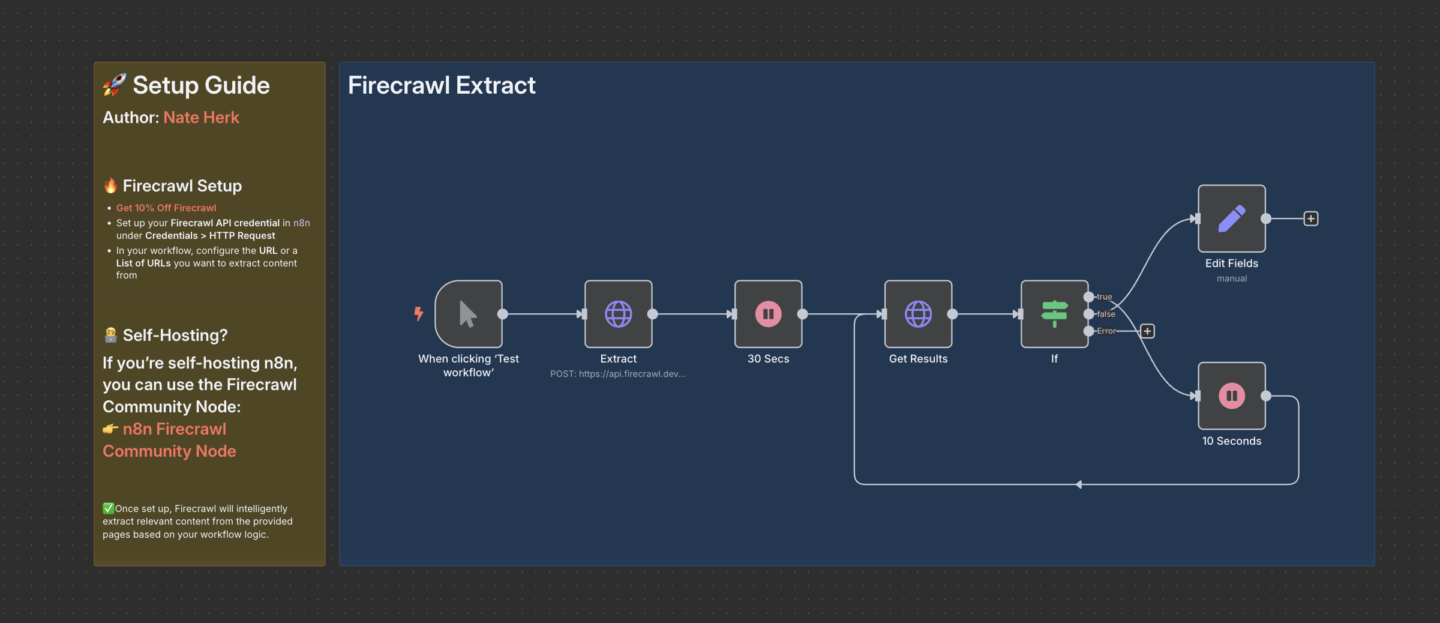 🚀 Setup Guide
Author: Nate Herk
🔥 Firecrawl Setup
• Get 10% Off Firecrawl
• Set up your Firecrawl API credential in n8n
under Credentials > HTTP Request
• In your workflow, configure the URL or a
List of URLs you want to extract content
from
🧑‍💻 Self-Hosting?
If you’re self-hosting n8n,
you can use the Firecrawl
Community Node:
👉 n8n Firecrawl
Community Node
✅Once set up, Firecrawl will intelligently
extract relevant content from the provided
pages based on your workflow logic.
Firecrawl Extract
When clicking ‘Test
workflow’
Extract
POST: https://api.firecrawl.dev...
30 Secs
Get Results
If
true
false
Error
Edit Fields
manual
10 Seconds